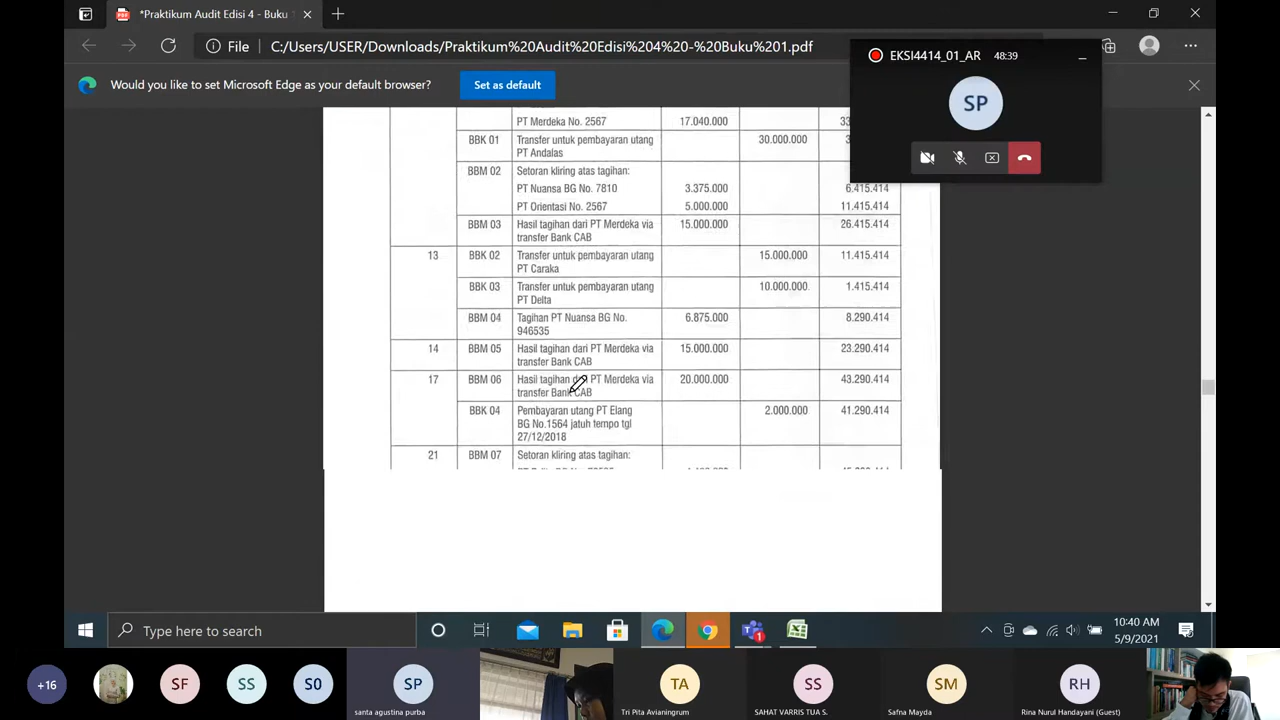 *Praktikum Audit Edisi 4 - Buku
File
C:/Users/USER/Downloads/Praktikum%20Audit%20Edisi%204%20-%20Buku%201.pdf
Would you like to set Microsoft Edge as your default browser?
Set as default
EKSI4414_01_AR 48:39
SP
PT Merdeka No. 2567 17.040.000
BBK 01 Transfer untuk pembayaran utang 30.000.000
PT Andalas
BBM 02 Setoran kliring atas tagihan:
PT Nuansa BG No. 7810 3.375.000 6.415.414
PT Orientasi No. 2567 5.000.000 11.415.414
BBM 03 Hasil tagihan dari PT Merdeka via 15.000.000 26.415.414
transfer Bank CAB
13 BBK 02 Transfer untuk pembayaran utang 15.000.000 11.415.414
PT Caraka
BBK 03 Transfer untuk pembayaran utang 10.000.000 1.415.414
PT Delta
BBM 04 Tagihan PT Nuansa BG No. 6.875.000 8.290.414
946535
14 BBM 05 Hasil tagihan dari PT Merdeka via 15.000.000 23.290.414
transfer Bank CAB
17 BBM 06 Hasil tagihan dari PT Merdeka via 20.000.000 43.290.414
transfer Bank CAB
BBK 04 Pembayaran utang PT Elang 2.000.000 41.290.414
BG No.1564 jatuh tempo tgl
27/12/2018
21 BBM 07 Setoran kliring atas tagihan:
Type here to search
1
10:40 AM
5/9/2021
+16
SF
SS
S0
SP
santa agustina purba
TA
Tri Pita Avianingrum
SS
SAHAT VARRIS TUA S.
SM
Safna Mayda
RH
Rina Nurul Handayani (Guest)